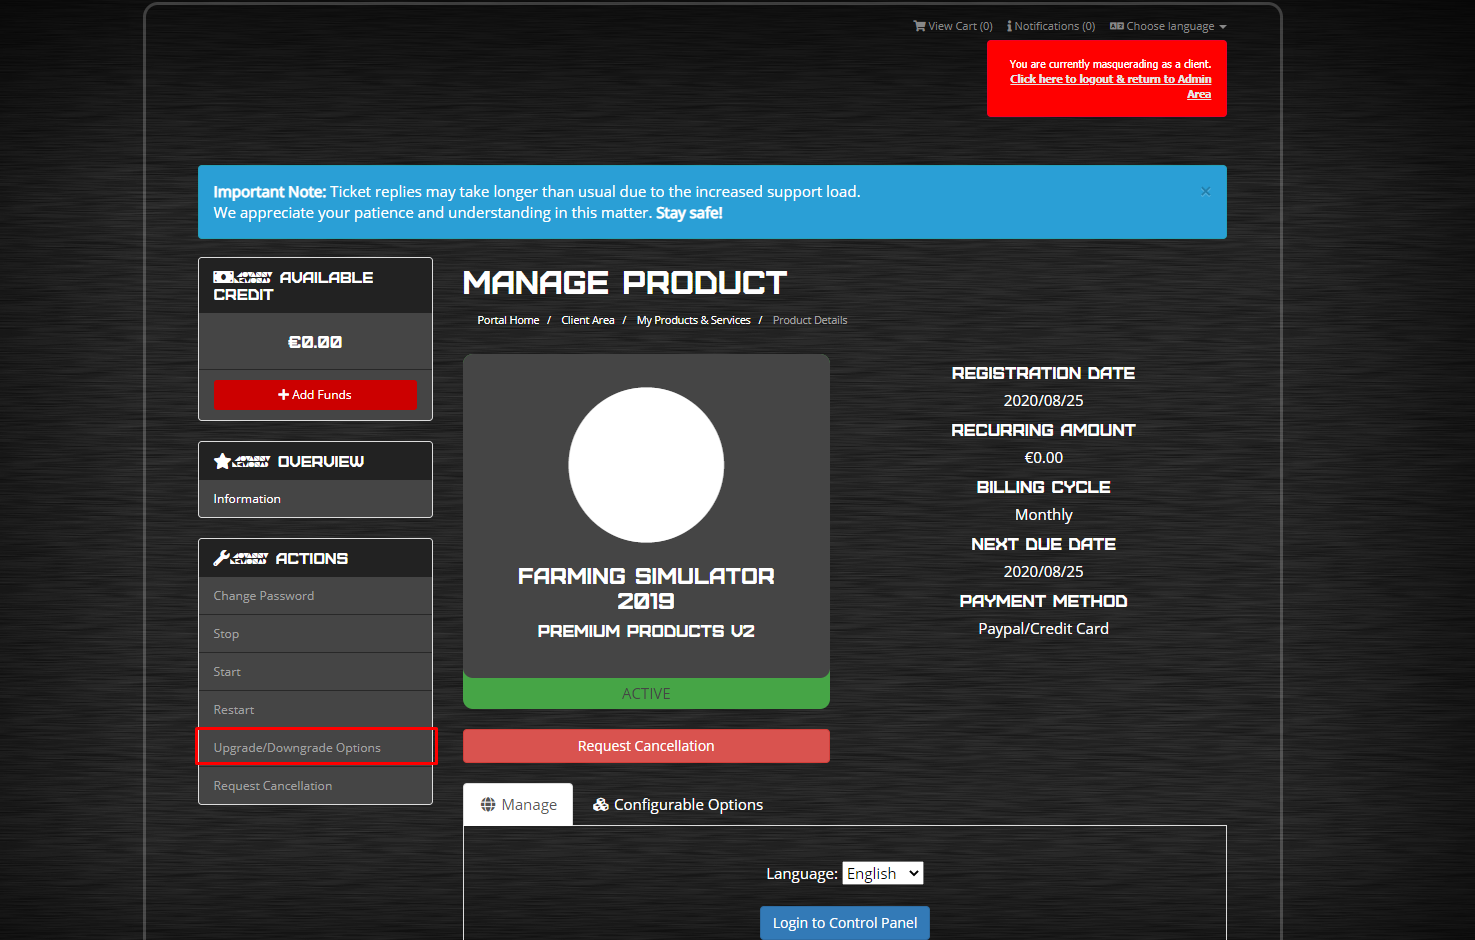 View Cart (0) Notifications (0) Choose language
You are currently masquerading as a client.
Click here to logout & return to Admin
Area
Important Note: Ticket replies may take longer than usual due to the increased support load.
We appreciate your patience and understanding in this matter. Stay safe!
×
AVAILABLE
CREDIT
€0.00
Add Funds
OVERVIEW
Information
ACTIONS
Change Password
Stop
Start
Restart
Upgrade/Downgrade Options
Request Cancellation
MANAGE PRODUCT
Portal Home / Client Area / My Products & Services / Product Details
FARMING SIMULATOR
2019
PREMIUM PRODUCTS V2
ACTIVE
Request Cancellation
REGISTRATION DATE
2020/08/25
RECURRING AMOUNT
€0.00
BILLING CYCLE
Monthly
NEXT DUE DATE
2020/08/25
PAYMENT METHOD
Paypal/Credit Card
Manage Configurable Options
Language: English
Login to Control Panel